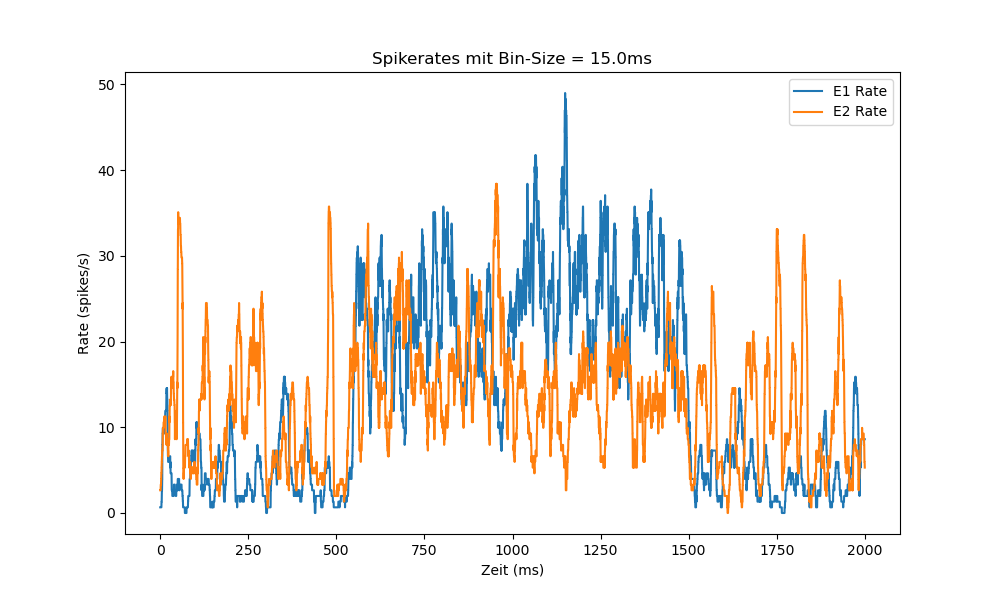 Spikerates mit Bin-Size = 15.0ms
E1 Rate
E2 Rate
50
40
30
20
10
0
Rate (spikes/s)
0 250 500 750 1000 1250 1500 1750 2000
Zeit (ms)